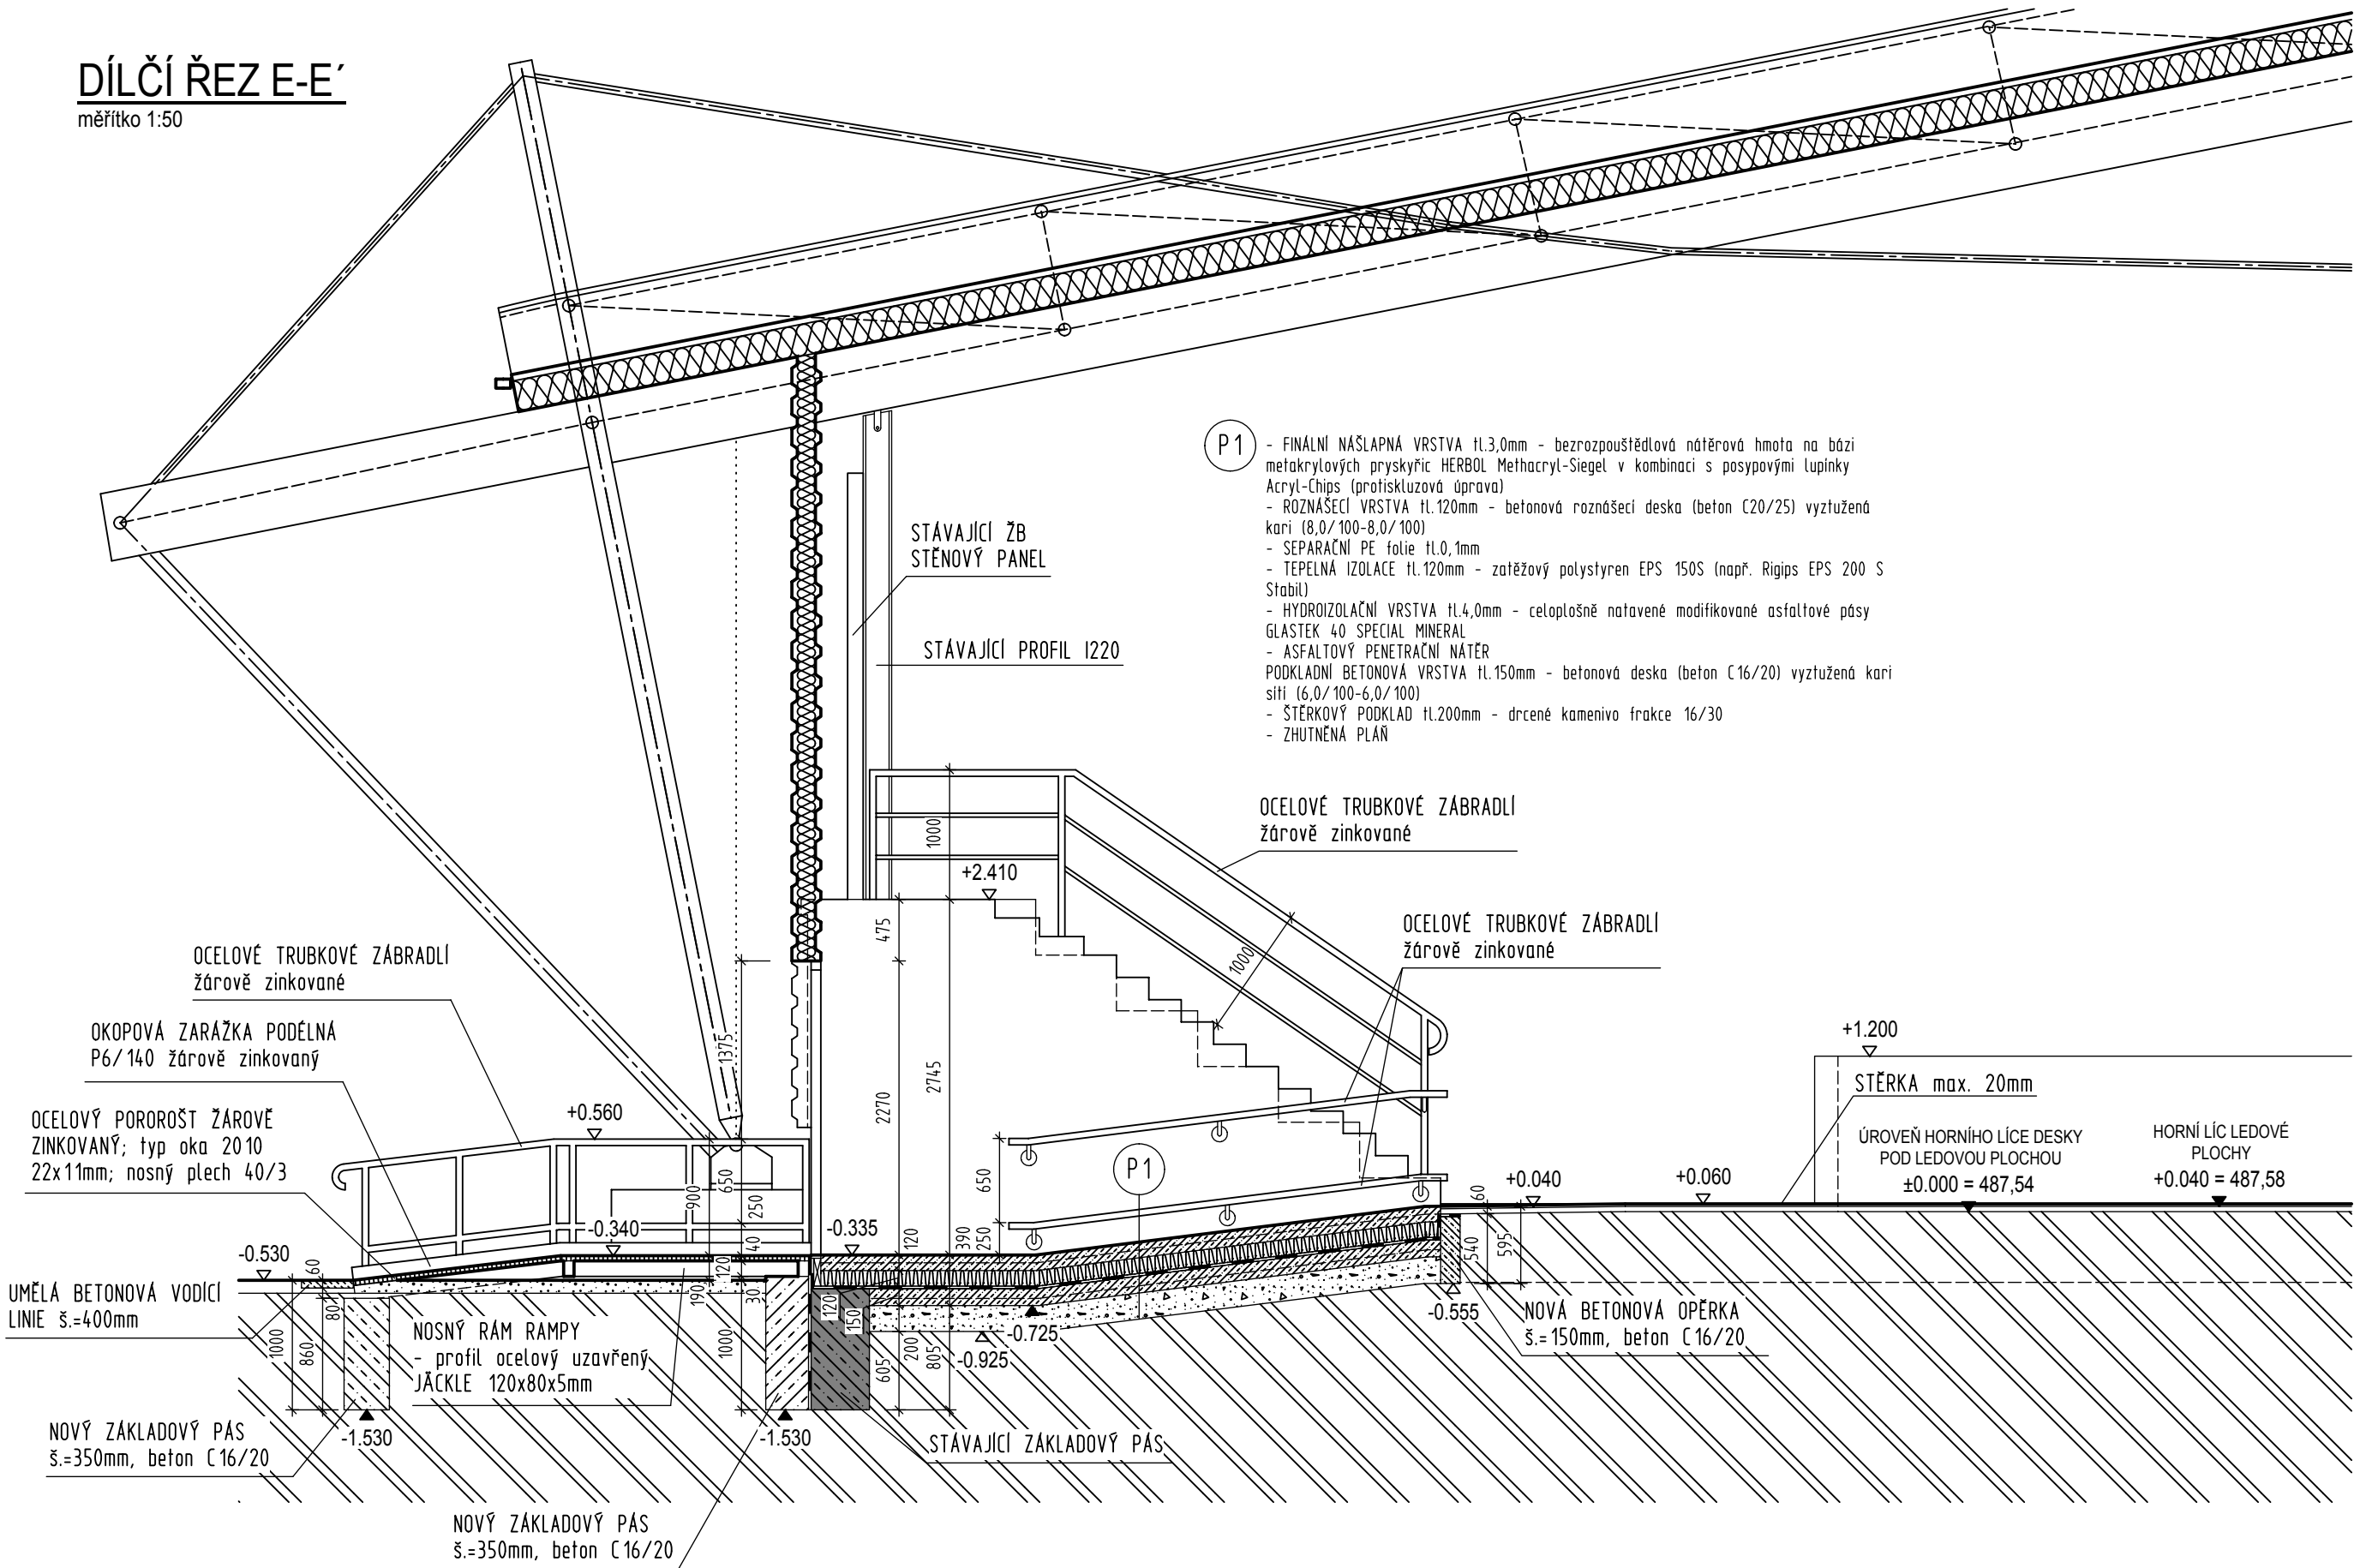 DÍLČÍ ŘEZ E-E´
měřítko 1:50
P1
- FINÁLNÍ NÁŠLAPNÁ VRSTVA tl.3,0mm - bezrozpouštědlová nátěrová hmota na bázi
metakrylových pryskyřic HERBOL Methacryl-Siegel v kombinaci s posypovými lupínky
Acryl-Chips (protiskluzová úprava)
- ROZNÁŠECÍ VRSTVA tl.120mm - betonová roznášecí deska (beton C20/25) vyztužená
kari (8,0/100-8,0/100)
- SEPARAČNÍ PE folie tl.0,1mm
- TEPELNÁ IZOLACE tl.120mm - zatěžový polystyren EPS 150S (např. Rigips EPS 200 S
Stabil)
- HYDROIZOLAČNÍ VRSTVA tl.4,0mm - celoplošně natavené modifikované asfaltové pásy
GLASTEK 40 SPECIAL MINERAL
- ASFALTOVÝ PENETRAČNÍ NÁTĚR
PODKLADNÍ BETONOVÁ VRSTVA tl.150mm - betonová deska (beton C16/20) vyztužená kari
sítí (6,0/100-6,0/100)
- ŠTĚRKOVÝ PODKLAD tl.200mm - drcené kamenivo frakce 16/30
- ZHUTNĚNÁ PLÁŇ
STÁVAJÍCÍ ŽB
STĚNOVÝ PANEL
STÁVAJÍCÍ PROFIL I220
OCELOVÉ TRUBKOVÉ ZÁBRADLÍ
žárově zinkované
1000
+2.410
OCELOVÉ TRUBKOVÉ ZÁBRADLÍ
žárově zinkované
1000
475
OCELOVÉ TRUBKOVÉ ZÁBRADLÍ
žárově zinkované
OKOPOVÁ ZARÁŽKA PODÉLNÁ
P6/140 žárově zinkovaný
OCELOVÝ POROROŠT ŽÁROVĚ
ZINKOVANÝ; typ oka 2010
22x11mm; nosný plech 40/3
1375
2270
2745
+0.560
+1.200
STĚRKA max. 20mm
ÚROVEŇ HORNÍHO LÍCE DESKY
POD LEDOVOU PLOCHOU
±0.000 = 487,54
HORNÍ LÍC LEDOVÉ
PLOCHY
+0.040 = 487,58
P1
650
900
650
250
+0.040
+0.060
60
-0.340
-0.335
-0.530
120
390
250
40
120
540
595
60
80
190
30
120
150
UMĚLÁ BETONOVÁ VODÍCÍ
LINIE š.=400mm
1000
860
1000
605
200
805
-0.725
-0.925
-0.555
NOVÁ BETONOVÁ OPĚRKA
š.=150mm, beton C16/20
NOSNÝ RÁM RAMPY
- profil ocelový uzavřený
JÄCKLE 120x80x5mm
-1.530
-1.530
NOVÝ ZÁKLADOVÝ PÁS
š.=350mm, beton C16/20
STÁVAJÍCÍ ZÁKLADOVÝ PÁS
NOVÝ ZÁKLADOVÝ PÁS
š.=350mm, beton C16/20